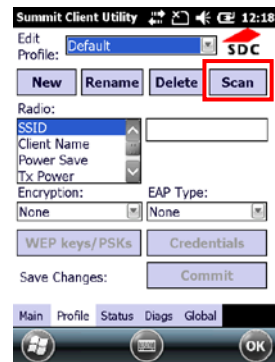 Summit Client Utility 12:18
Edit Profile: Default SDC
New Rename Delete Scan
Radio:
SSID
Client Name
Power Save
Tx Power
Encryption: EAP Type:
None None
WEP keys/PSKs Credentials
Save Changes: Commit
Main Profile Status Diags Global
OK